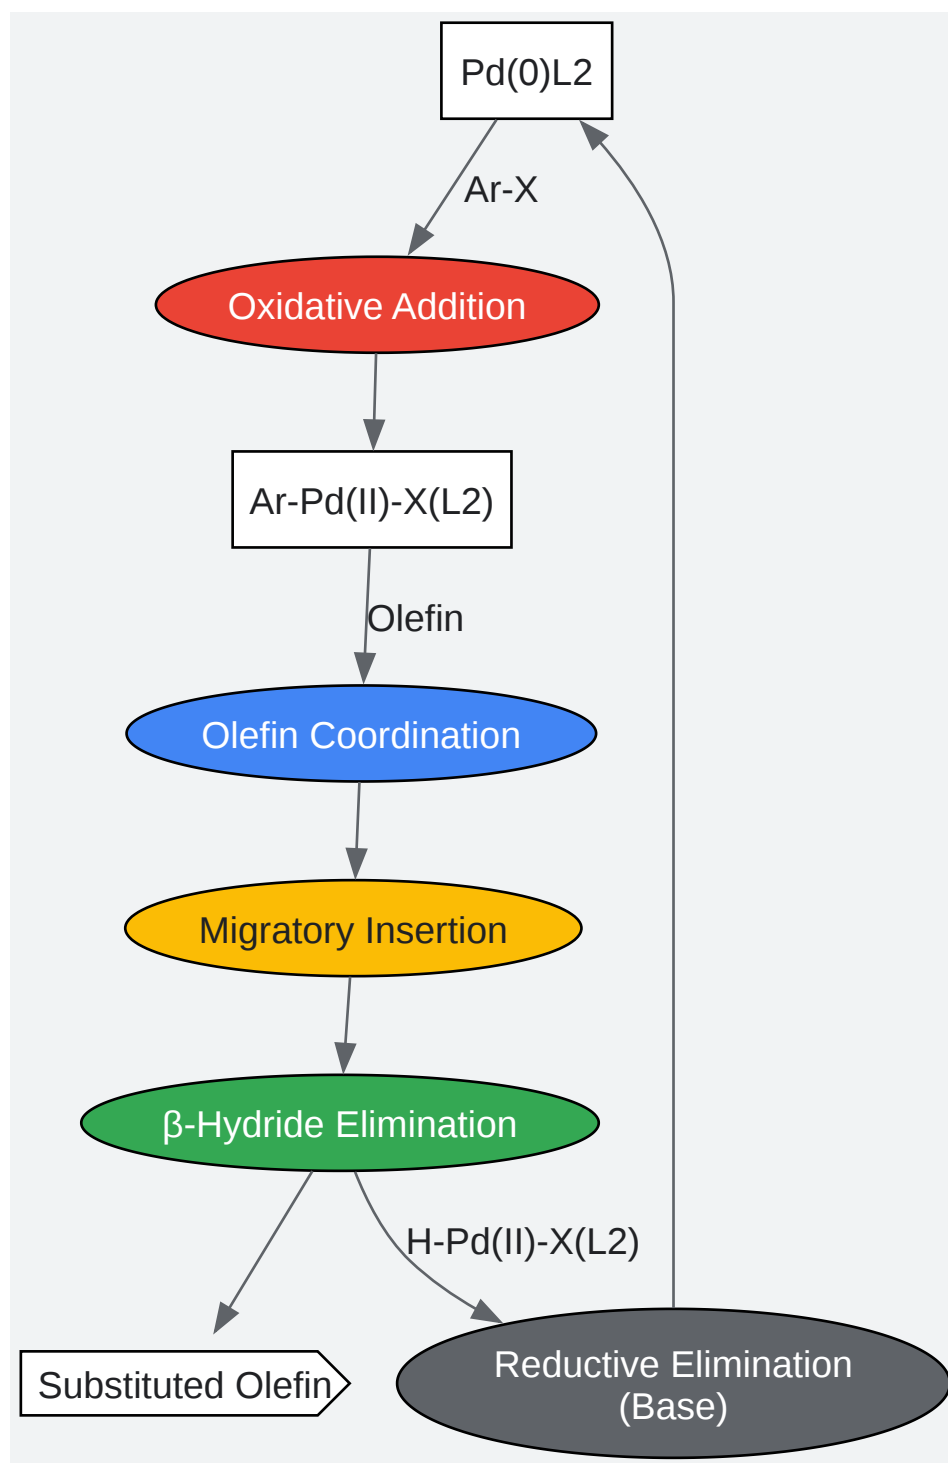 Pd(0)L2
Ar-X
Oxidative Addition
Ar-Pd(II)-X(L2)
Olefin
Olefin Coordination
Migratory Insertion
β-Hydride Elimination
H-Pd(II)-X(L2)
Substituted Olefin
Reductive Elimination
(Base)